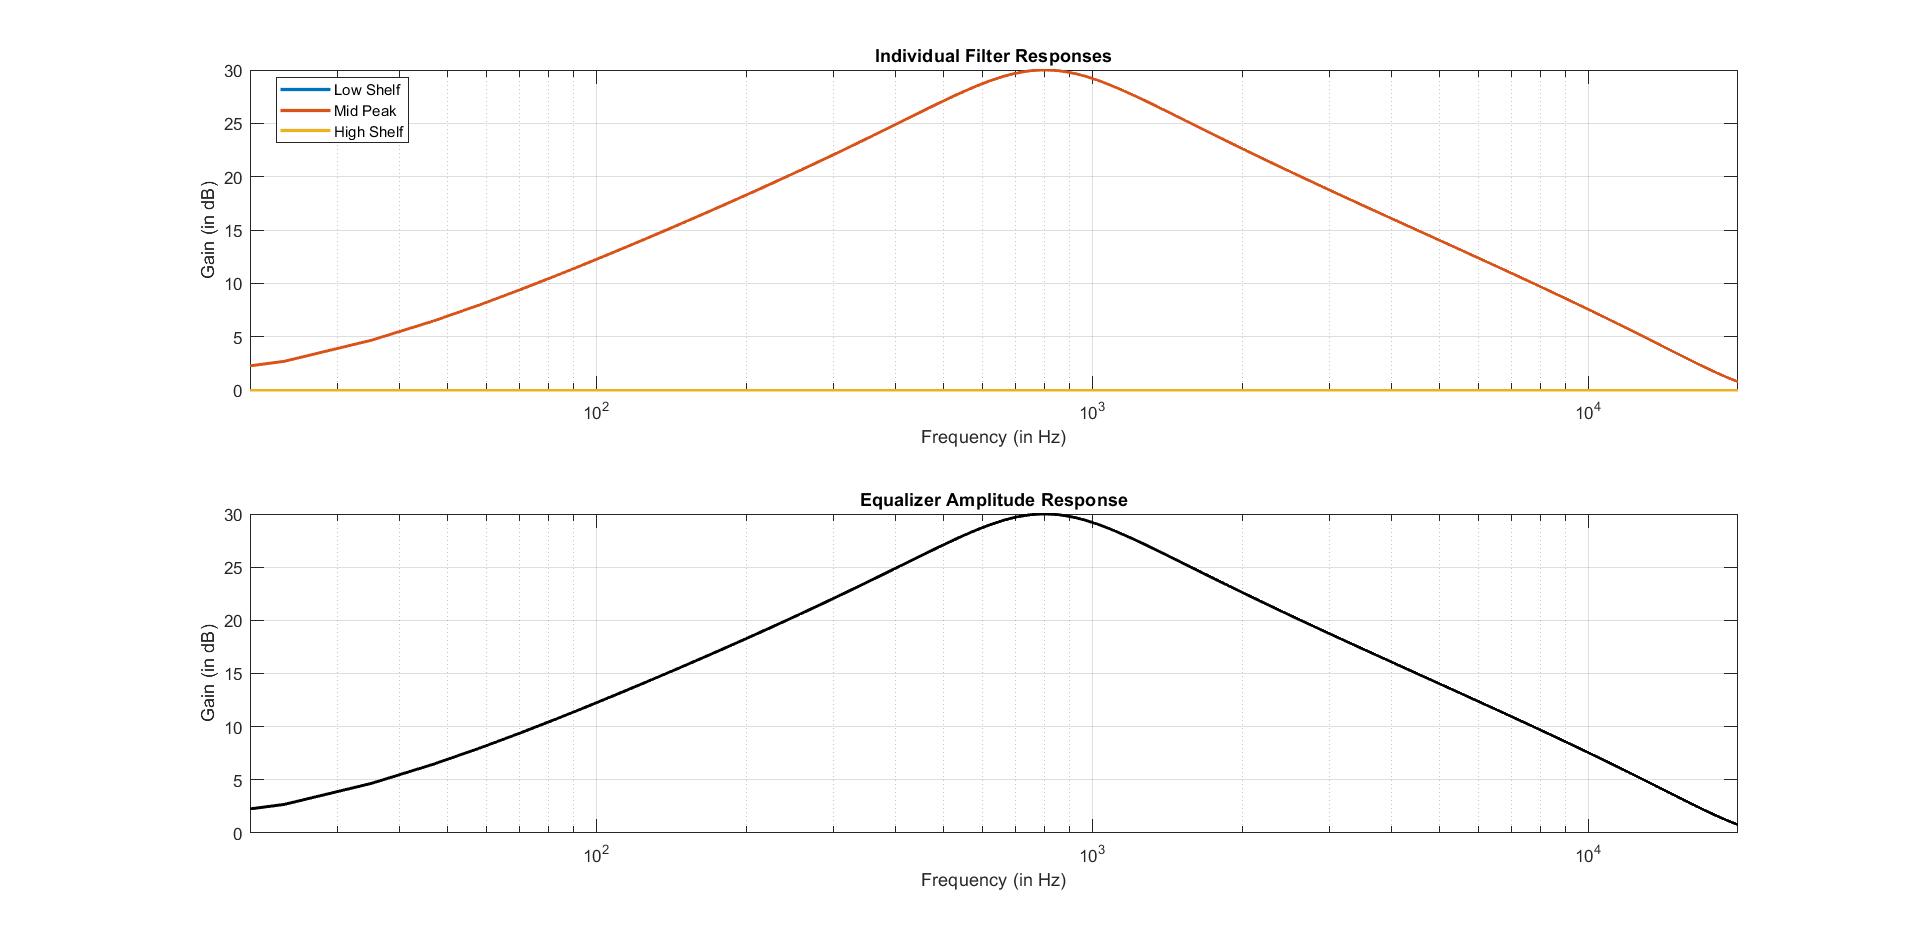 Individual Filter Responses
30
25
20
15
10
5
0
Gain (in dB)
Low Shelf
Mid Peak
High Shelf
10²
10³
10⁴
Frequency (in Hz)
Equalizer Amplitude Response
30
25
20
15
10
5
0
Gain (in dB)
10²
10³
10⁴
Frequency (in Hz)